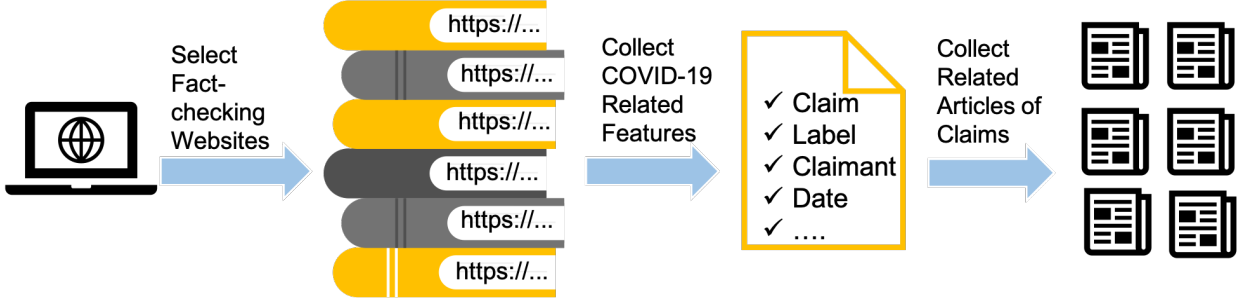 Select
Fact-
checking
Websites
https://...
https://...
https://...
https://...
https://...
https://...
Collect
COVID-19
Related
Features
✓ Claim
✓ Label
✓ Claimant
✓ Date
✓ ....
Collect
Related
Articles of
Claims